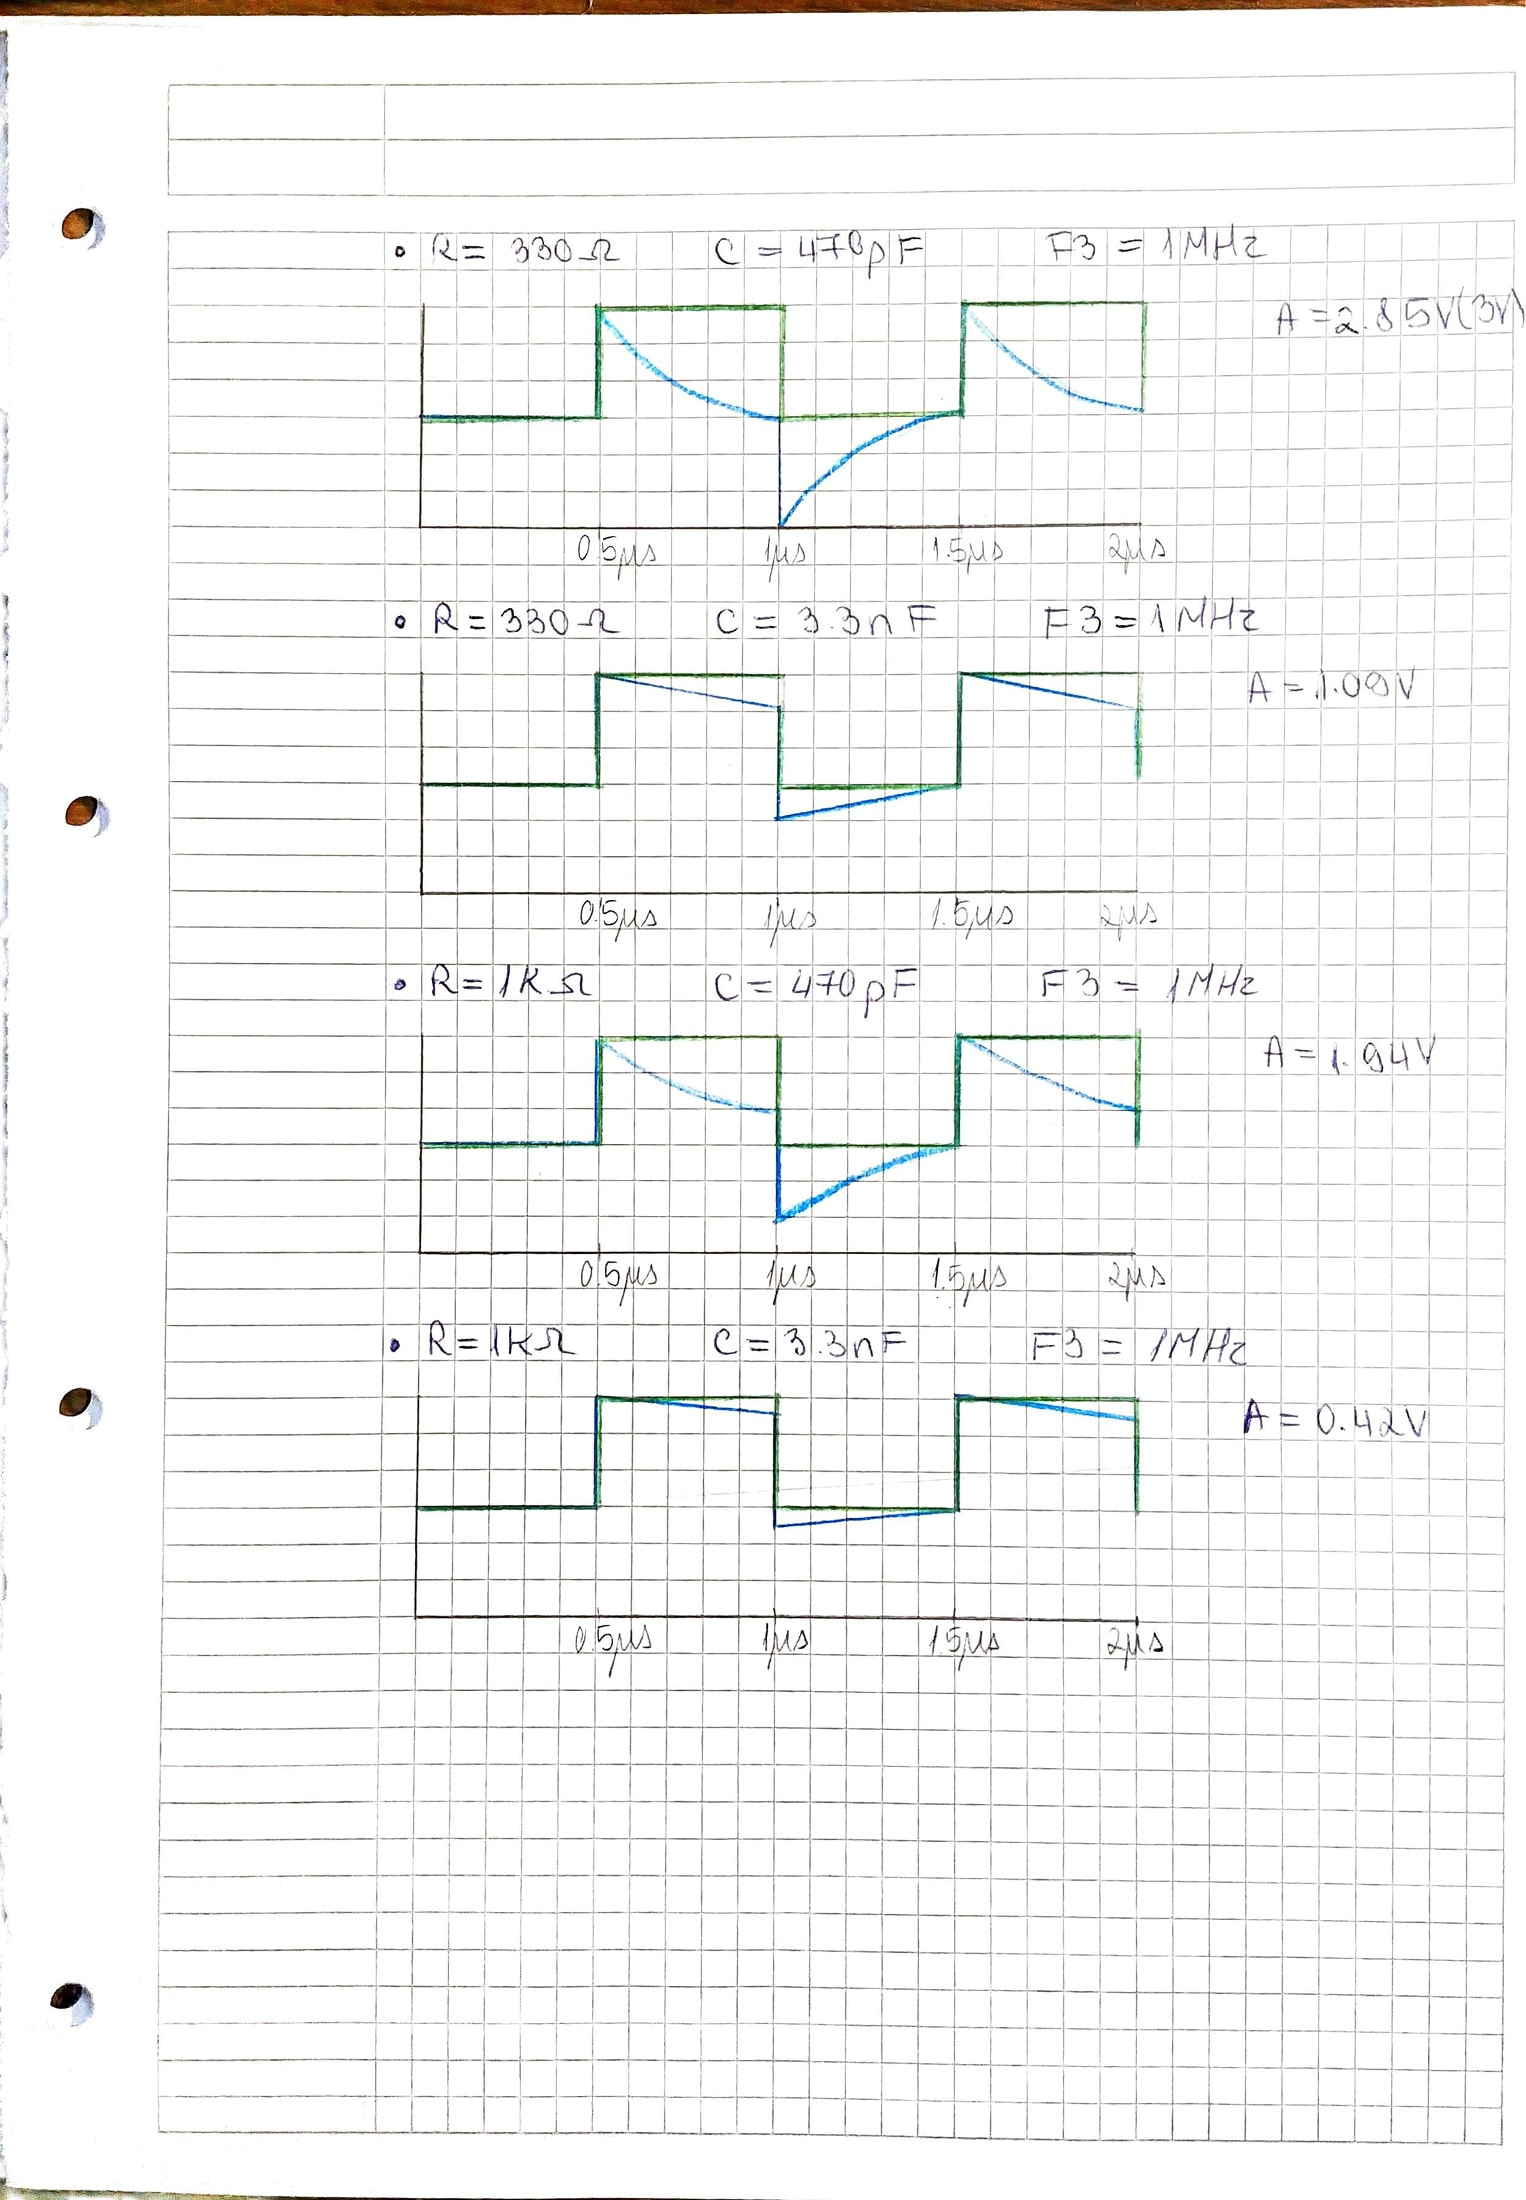 • R = 330Ω C = 470pF F3 = 1MHz
A = 2.85V(3V)
0.5μs 1μs 1.5μs 2μs
• R = 330Ω C = 3.3nF F3 = 1MHz
A = 1.09V
0.5μs 1μs 1.5μs 2μs
• R = 1kΩ C = 470pF F3 = 1MHz
A = 1.94V
0.5μs 1μs 1.5μs 2μs
• R = 1kΩ C = 3.3nF F3 = 1MHz
A = 0.42V
0.5μs 1μs 1.5μs 2μs